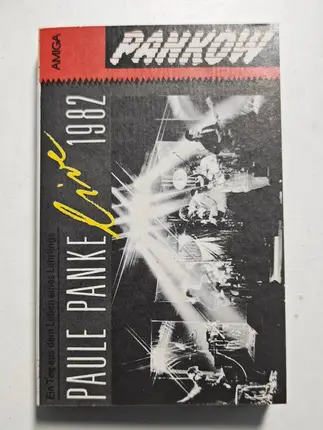 AMIGA
PANKOW
PAULE PANKE
live
1982
Ein Tag aus dem Leben eines Lehrlings